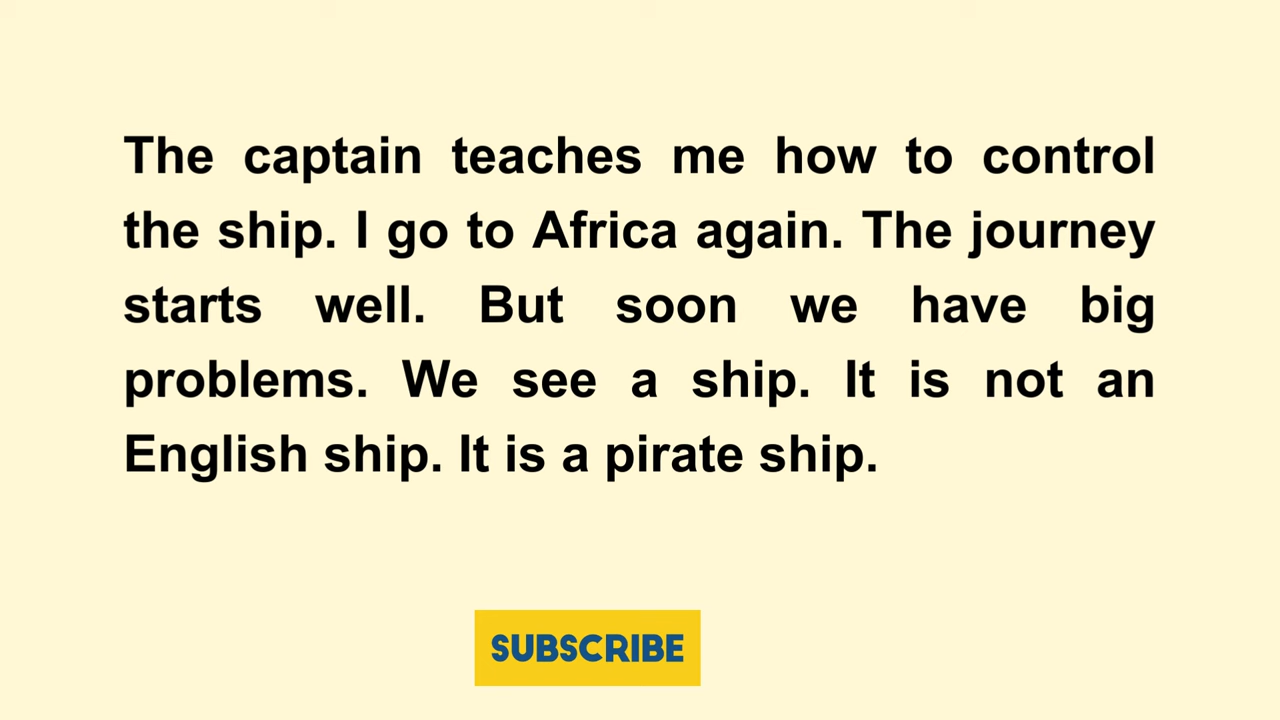 The captain teaches me how to control
the ship. I go to Africa again. The journey
starts well. But soon we have big
problems. We see a ship. It is not an
English ship. It is a pirate ship.
SUBSCRIBE